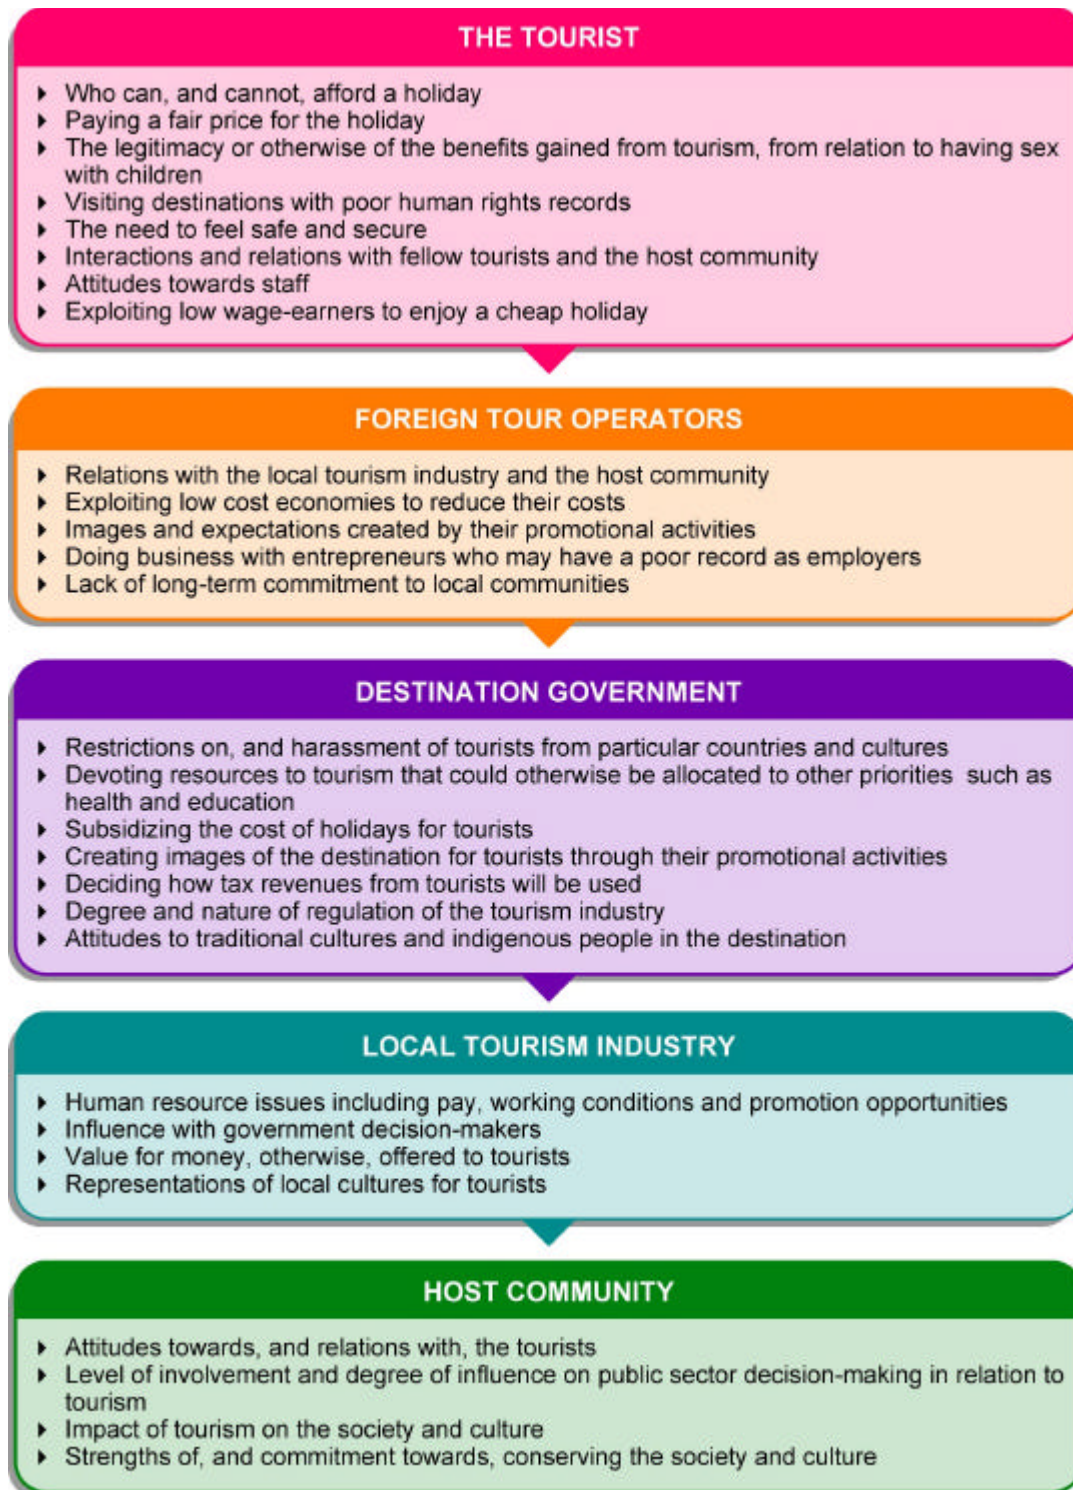 THE TOURIST
Who can, and cannot, afford a holiday
Paying a fair price for the holiday
The legitimacy or otherwise of the benefits gained from tourism, from relation to having sex
with children
Visiting destinations with poor human rights records
The need to feel safe and secure
Interactions and relations with fellow tourists and the host community
Attitudes towards staff
Exploiting low wage-earners to enjoy a cheap holiday
FOREIGN TOUR OPERATORS
Relations with the local tourism industry and the host community
Exploiting low cost economies to reduce their costs
Images and expectations created by their promotional activities
Doing business with entrepreneurs who may have a poor record as employers
Lack of long-term commitment to local communities
DESTINATION GOVERNMENT
Restrictions on, and harassment of tourists from particular countries and cultures
Devoting resources to tourism that could otherwise be allocated to other priorities such as
health and education
Subsidizing the cost of holidays for tourists
Creating images of the destination for tourists through their promotional activities
Deciding how tax revenues from tourists will be used
Degree and nature of regulation of the tourism industry
Attitudes to traditional cultures and indigenous people in the destination
LOCAL TOURISM INDUSTRY
Human resource issues including pay, working conditions and promotion opportunities
Influence with government decision-makers
Value for money, otherwise, offered to tourists
Representations of local cultures for tourists
HOST COMMUNITY
Attitudes towards, and relations with, the tourists
Level of involvement and degree of influence on public sector decision-making in relation to
tourism
Impact of tourism on the society and culture
Strengths of, and commitment towards, conserving the society and culture